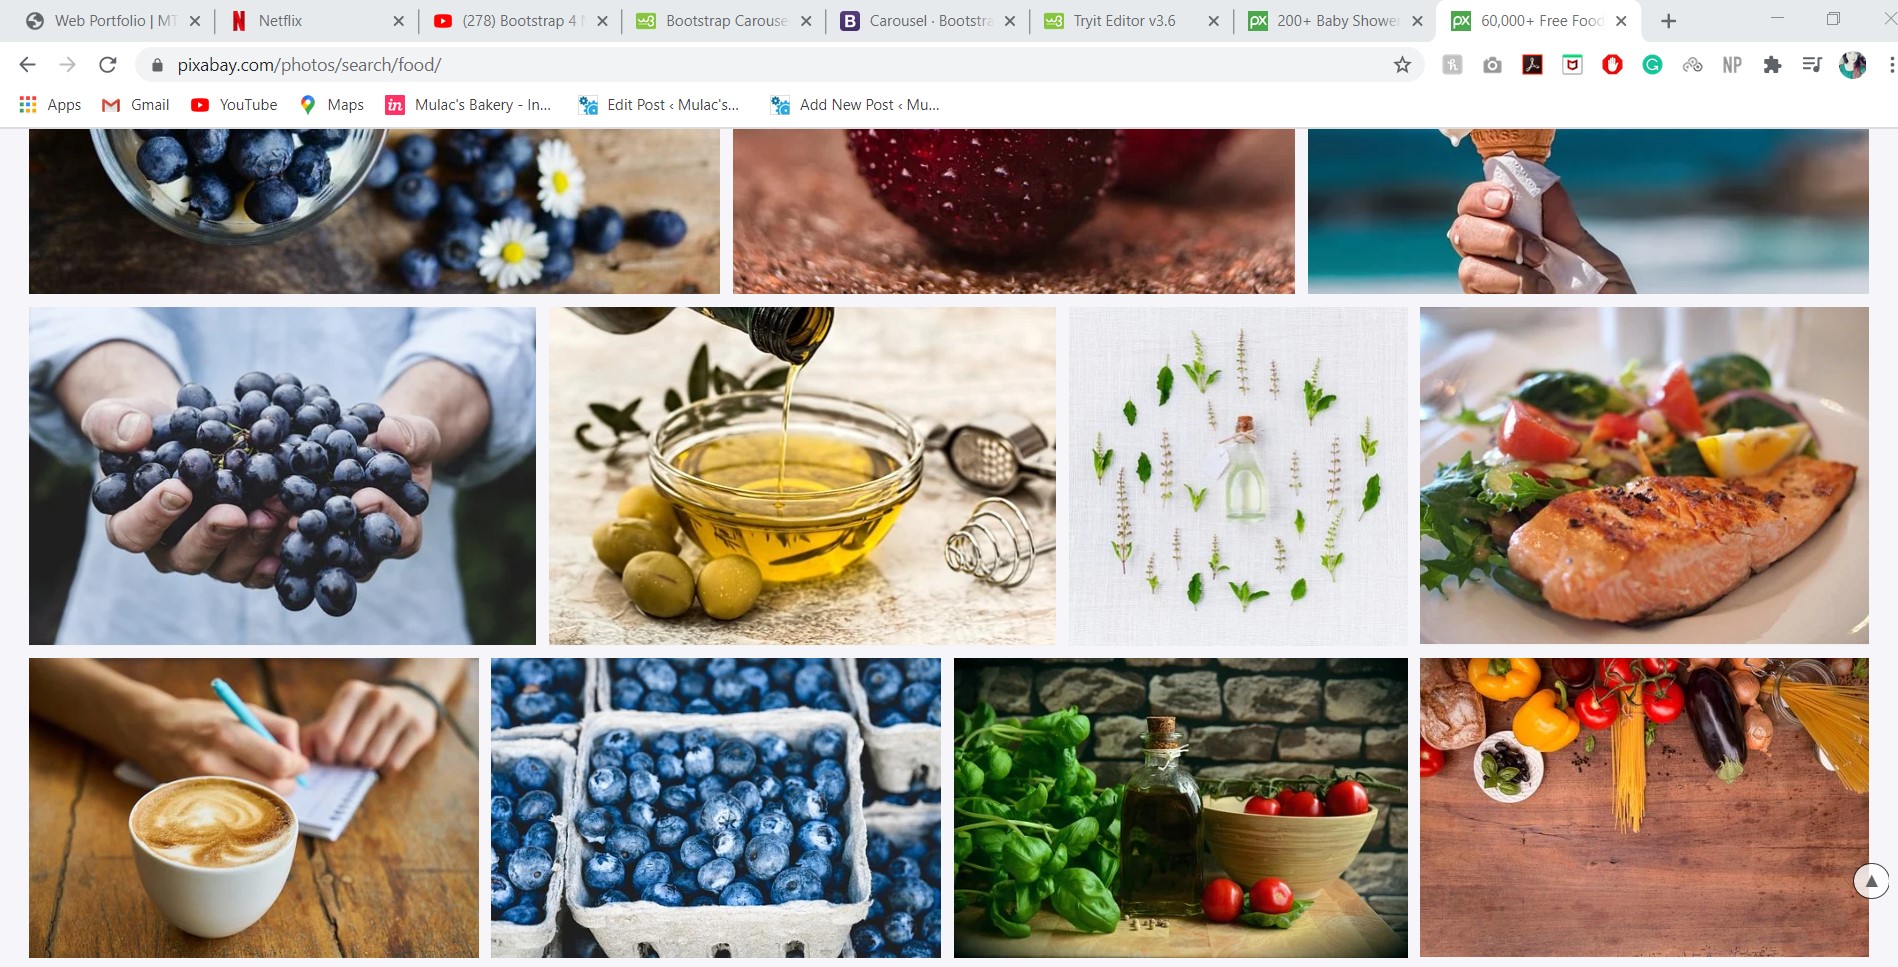 Web Portfolio | MT
Netflix
(278) Bootstrap 4
Bootstrap Carouse
Carousel · Bootstra
Tryit Editor v3.6
200+ Baby Shower
60,000+ Free Food
pixabay.com/photos/search/food/
NP
Apps
Gmail
YouTube
Maps
in
Mulac's Bakery - In...
Edit Post ‹ Mulac's...
Add New Post ‹ Mu...